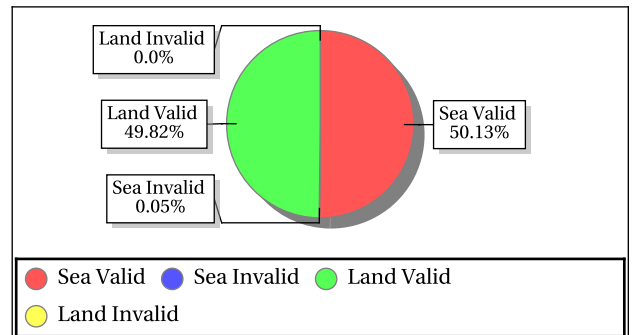 Land Invalid
0.0%
Land Valid
49.82%
Sea Valid
50.13%
Sea Invalid
0.05%
Sea Valid Sea Invalid Land Valid
Land Invalid